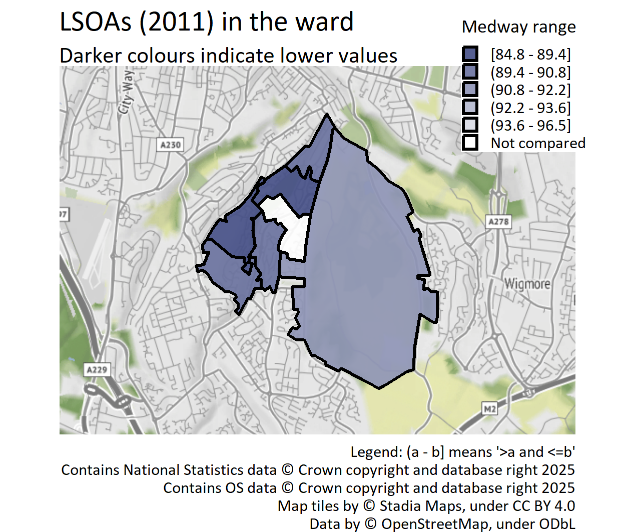 LSOAs (2011) in the ward
Darker colours indicate lower values
Medway range
[84.8 - 89.4]
(89.4 - 90.8]
(90.8 - 92.2]
(92.2 - 93.6]
(93.6 - 96.5]
Not compared
City Way
A230
A278
Wigmore
A229
M2
Legend: (a - b] means '>a and <=b'
Contains National Statistics data © Crown copyright and database right 2025
Contains OS data © Crown copyright and database right 2025
Map tiles by © Stadia Maps, under CC BY 4.0
Data by © OpenStreetMap, under ODbL